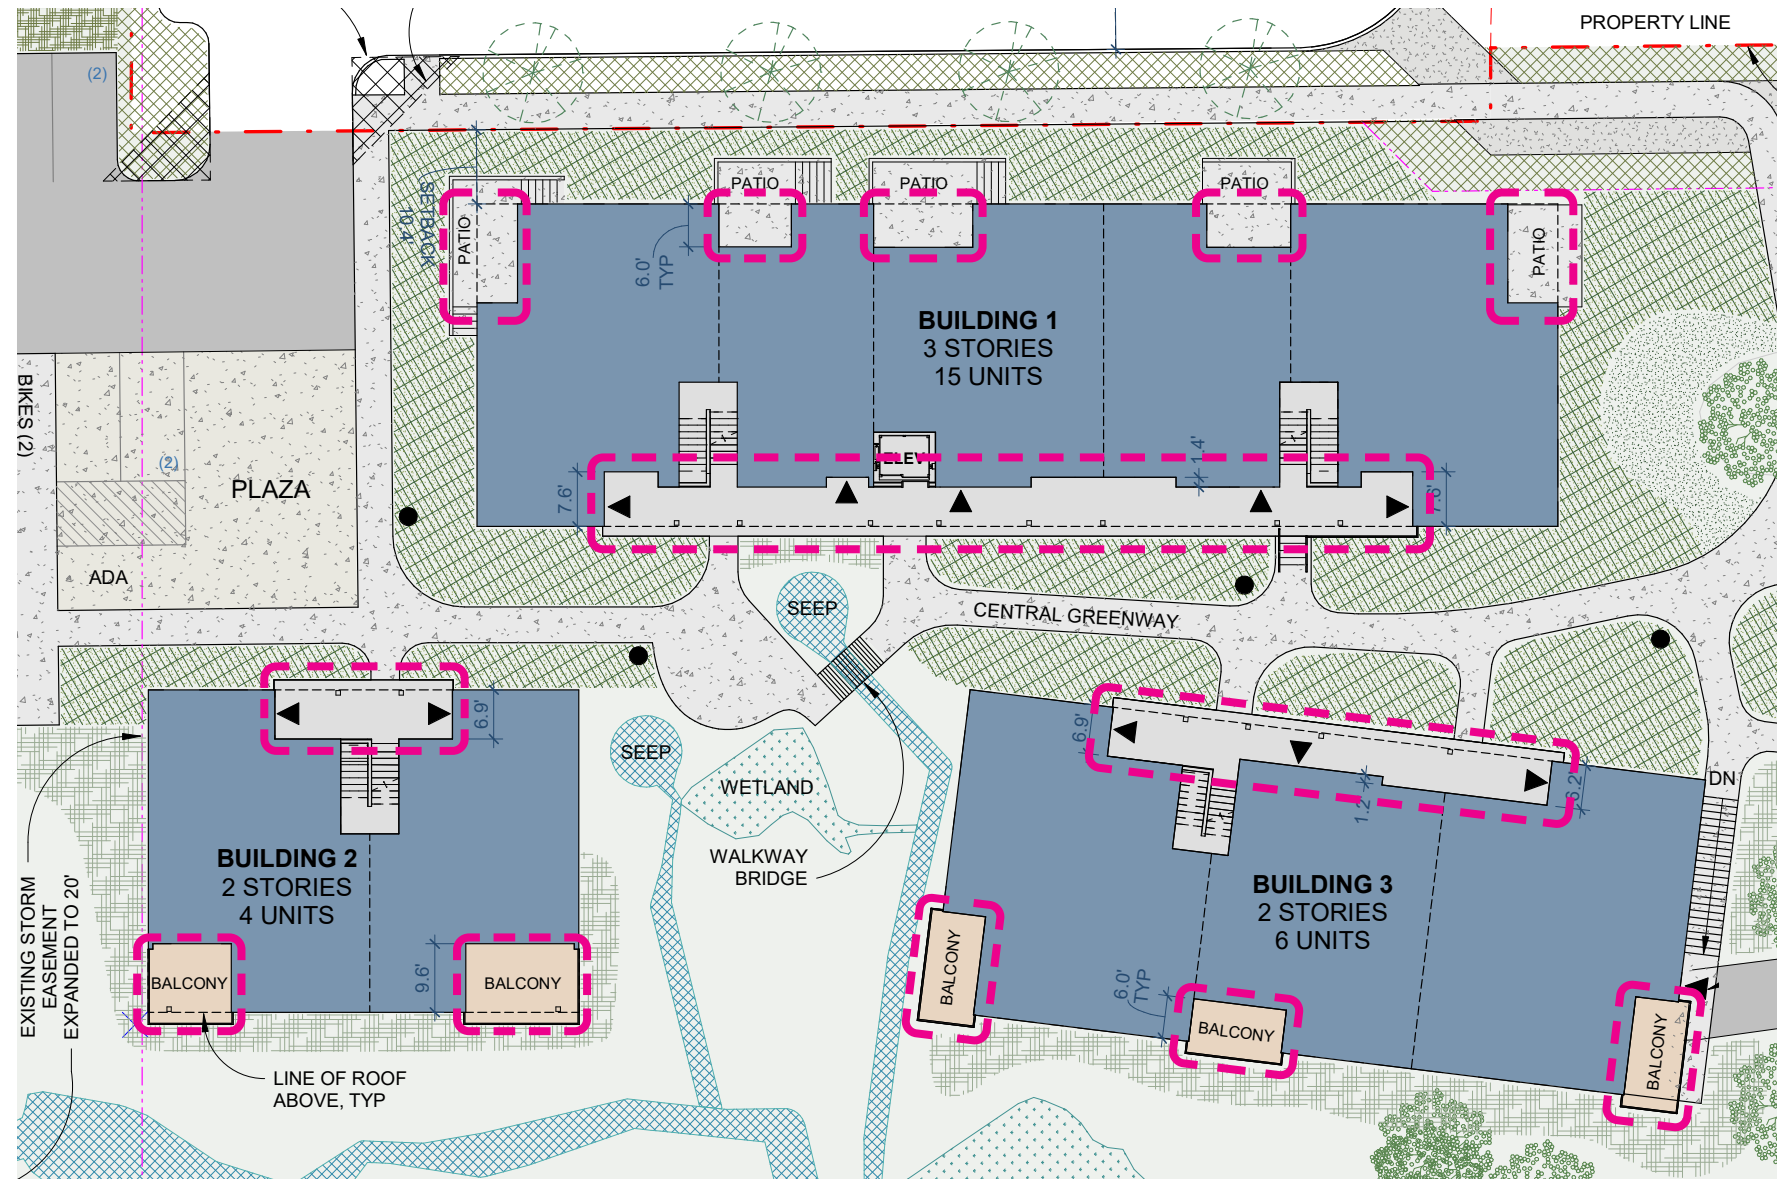 PROPERTY LINE
(2)
PATIO
PATIO
PATIO
PATIO
PATIO
SETBACK
10.4'
6.0'
TYP
BUILDING 1
3 STORIES
15 UNITS
BIKES (2)
(2)
PLAZA
ADA
ELEV
1.4'
7.6'
7.6'
SEEP
CENTRAL GREENWAY
6.9'
SEEP
WETLAND
WALKWAY
BRIDGE
6.9'
1.2'
6.2'
DN
BUILDING 2
2 STORIES
4 UNITS
BUILDING 3
2 STORIES
6 UNITS
EXISTING STORM
EASEMENT
EXPANDED TO 20'
BALCONY
9.6'
BALCONY
BALCONY
6.0'
TYP
BALCONY
BALCONY
LINE OF ROOF
ABOVE, TYP